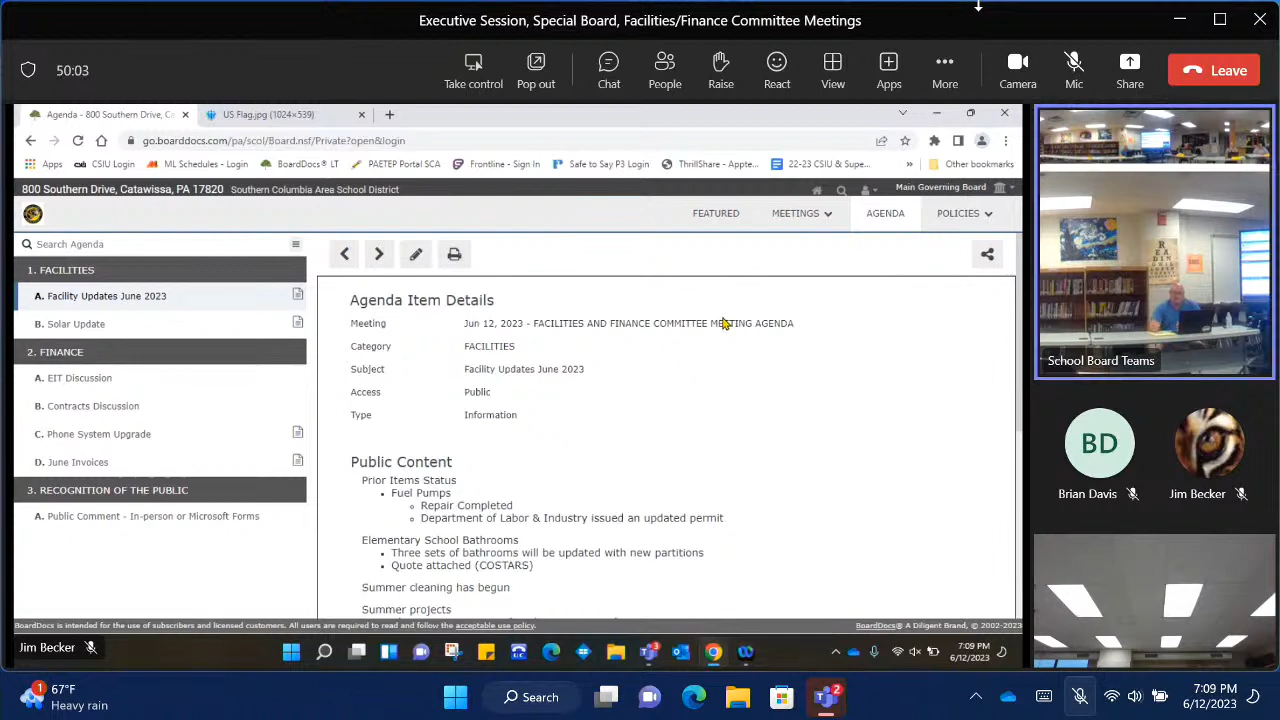 Executive Session, Special Board, Facilities/Finance Committee Meetings
50:03
Take control
Pop out
Chat
People
Raise
React
View
Apps
More
Camera
Mic
Share
Leave
Agenda - 800 Southern Drive, Ca
US Flag.jpg (1024×539)
go.boarddocs.com/pa/scol/Board.nsf/Private?open&login
Apps
CSIU Login
ML Schedules - Login
BoardDocs® LT
PAETEP Portal SCA
Frontline - Sign In
Safe to Say P3 Login
ThrillShare - Appte...
22-23 CSIU & Supe...
Other bookmarks
800 Southern Drive, Catawissa, PA 17820 Southern Columbia Area School District
Main Governing Board
FEATURED
MEETINGS
AGENDA
POLICIES
Search Agenda
1. FACILITIES
A. Facility Updates June 2023
B. Solar Update
2. FINANCE
A. EIT Discussion
B. Contracts Discussion
C. Phone System Upgrade
D. June Invoices
3. RECOGNITION OF THE PUBLIC
A. Public Comment - In-person or Microsoft Forms
Agenda Item Details
Meeting Jun 12, 2023 - FACILITIES AND FINANCE COMMITTEE MEETING AGENDA
Category FACILITIES
Subject Facility Updates June 2023
Access Public
Type Information
Public Content
Prior Items Status
• Fuel Pumps
Repair Completed
Department of Labor & Industry issued an updated permit
Elementary School Bathrooms
• Three sets of bathrooms will be updated with new partitions
• Quote attached (COSTARS)
Summer cleaning has begun
Summer projects
BoardDocs is intended for the use of subscribers and licensed customers. All users are required to read and follow the acceptable use policy.
BoardDocs® A Diligent Brand, © 2002-2023
Jim Becker
7:09 PM
6/12/2023
READING
School Board Teams
BD
Brian Davis
Jim Becker
1
67°F
Heavy rain
Search
2
7:09 PM
6/12/2023